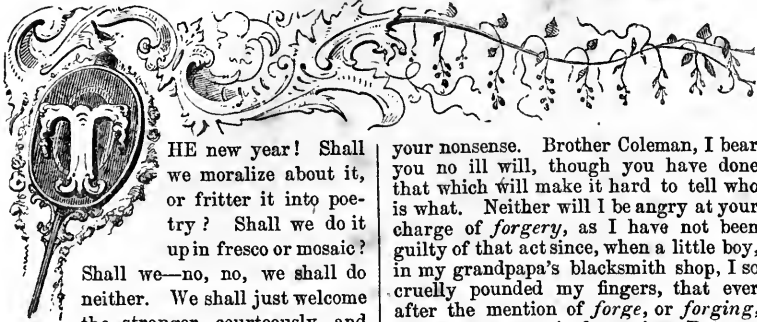 THE new year! Shall
we moralize about it,
or fritter it into poe-
try? Shall we do it
up in fresco or mosaic?
Shall we—no, no, we shall do
neither. We shall just welcome
the stranger courteously and
your nonsense. Brother Coleman, I bear
you no ill will, though you have done
that which will make it hard to tell who
is what. Neither will I be angry at your
charge of forgery, as I have not been
guilty of that act since, when a little boy,
in my grandpapa's blacksmith shop, I so
cruelly pounded my fingers, that ever
after the mention of forge, or forging,